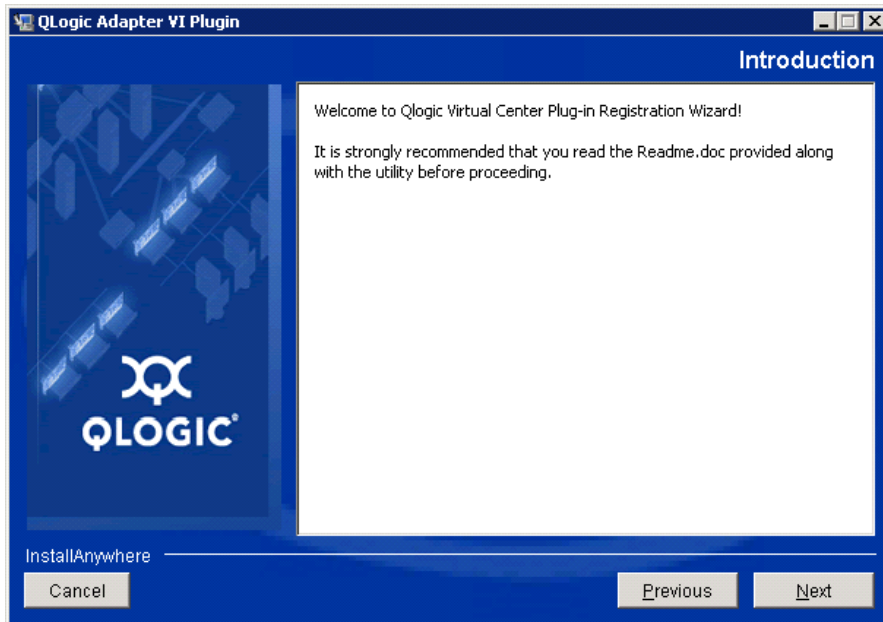 QLogic Adapter VI Plugin
Introduction
Welcome to Qlogic Virtual Center Plug-in Registration Wizard!
It is strongly recommended that you read the Readme.doc provided along
with the utility before proceeding.
QLOGIC®
InstallAnywhere
Cancel
Previous
Next